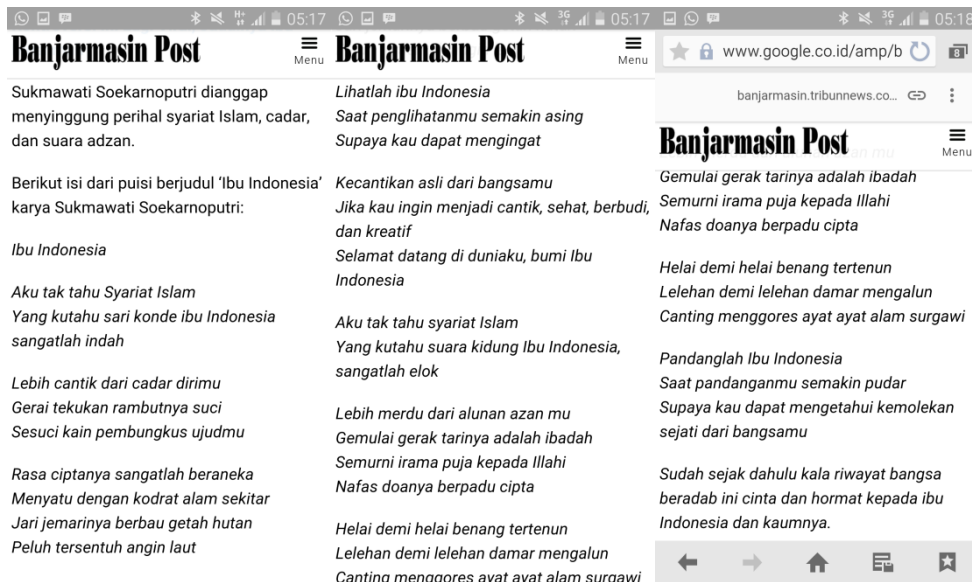 05:17
Banjarmasin Post
Menu
Sukmawati Soekarnoputri dianggap
menyinggung perihal syariat Islam, cadar,
dan suara adzan.
Berikut isi dari puisi berjudul ‘Ibu Indonesia’
karya Sukmawati Soekarnoputri:
Ibu Indonesia
Aku tak tahu Syariat Islam
Yang kutahu sari konde ibu Indonesia
sangatlah indah
Lebih cantik dari cadar dirimu
Gerai tekukan rambutnya suci
Sesuci kain pembungkus ujudmu
Rasa ciptanya sangatlah beraneka
Menyatu dengan kodrat alam sekitar
Jari jemarinya berbau getah hutan
Peluh tersentuh angin laut
3G 05:17
Banjarmasin Post
Menu
Lihatlah ibu Indonesia
Saat penglihatanmu semakin asing
Supaya kau dapat mengingat
Kecantikan asli dari bangsamu
Jika kau ingin menjadi cantik, sehat, berbudi,
dan kreatif
Selamat datang di duniaku, bumi Ibu
Indonesia
Aku tak tahu syariat Islam
Yang kutahu suara kidung Ibu Indonesia,
sangatlah elok
Lebih merdu dari alunan azan mu
Gemulai gerak tarinya adalah ibadah
Semurni irama puja kepada Illahi
Nafas doanya berpadu cipta
Helai demi helai benang tertenun
Lelehan demi lelehan damar mengalun
Canting menggores ayat ayat alam surgawi
3G 05:18
www.google.co.id/amp/b
8
banjarmasin.tribunnews.co...
Banjarmasin Post
Menu
Gemulai gerak tarinya adalah ibadah
Semurni irama puja kepada Illahi
Nafas doanya berpadu cipta
Helai demi helai benang tertenun
Lelehan demi lelehan damar mengalun
Canting menggores ayat ayat alam surgawi
Pandanglah Ibu Indonesia
Saat pandanganmu semakin pudar
Supaya kau dapat mengetahui kemolekan
sejati dari bangsamu
Sudah sejak dahulu kala riwayat bangsa
beradab ini cinta dan hormat kepada ibu
Indonesia dan kaumnya.